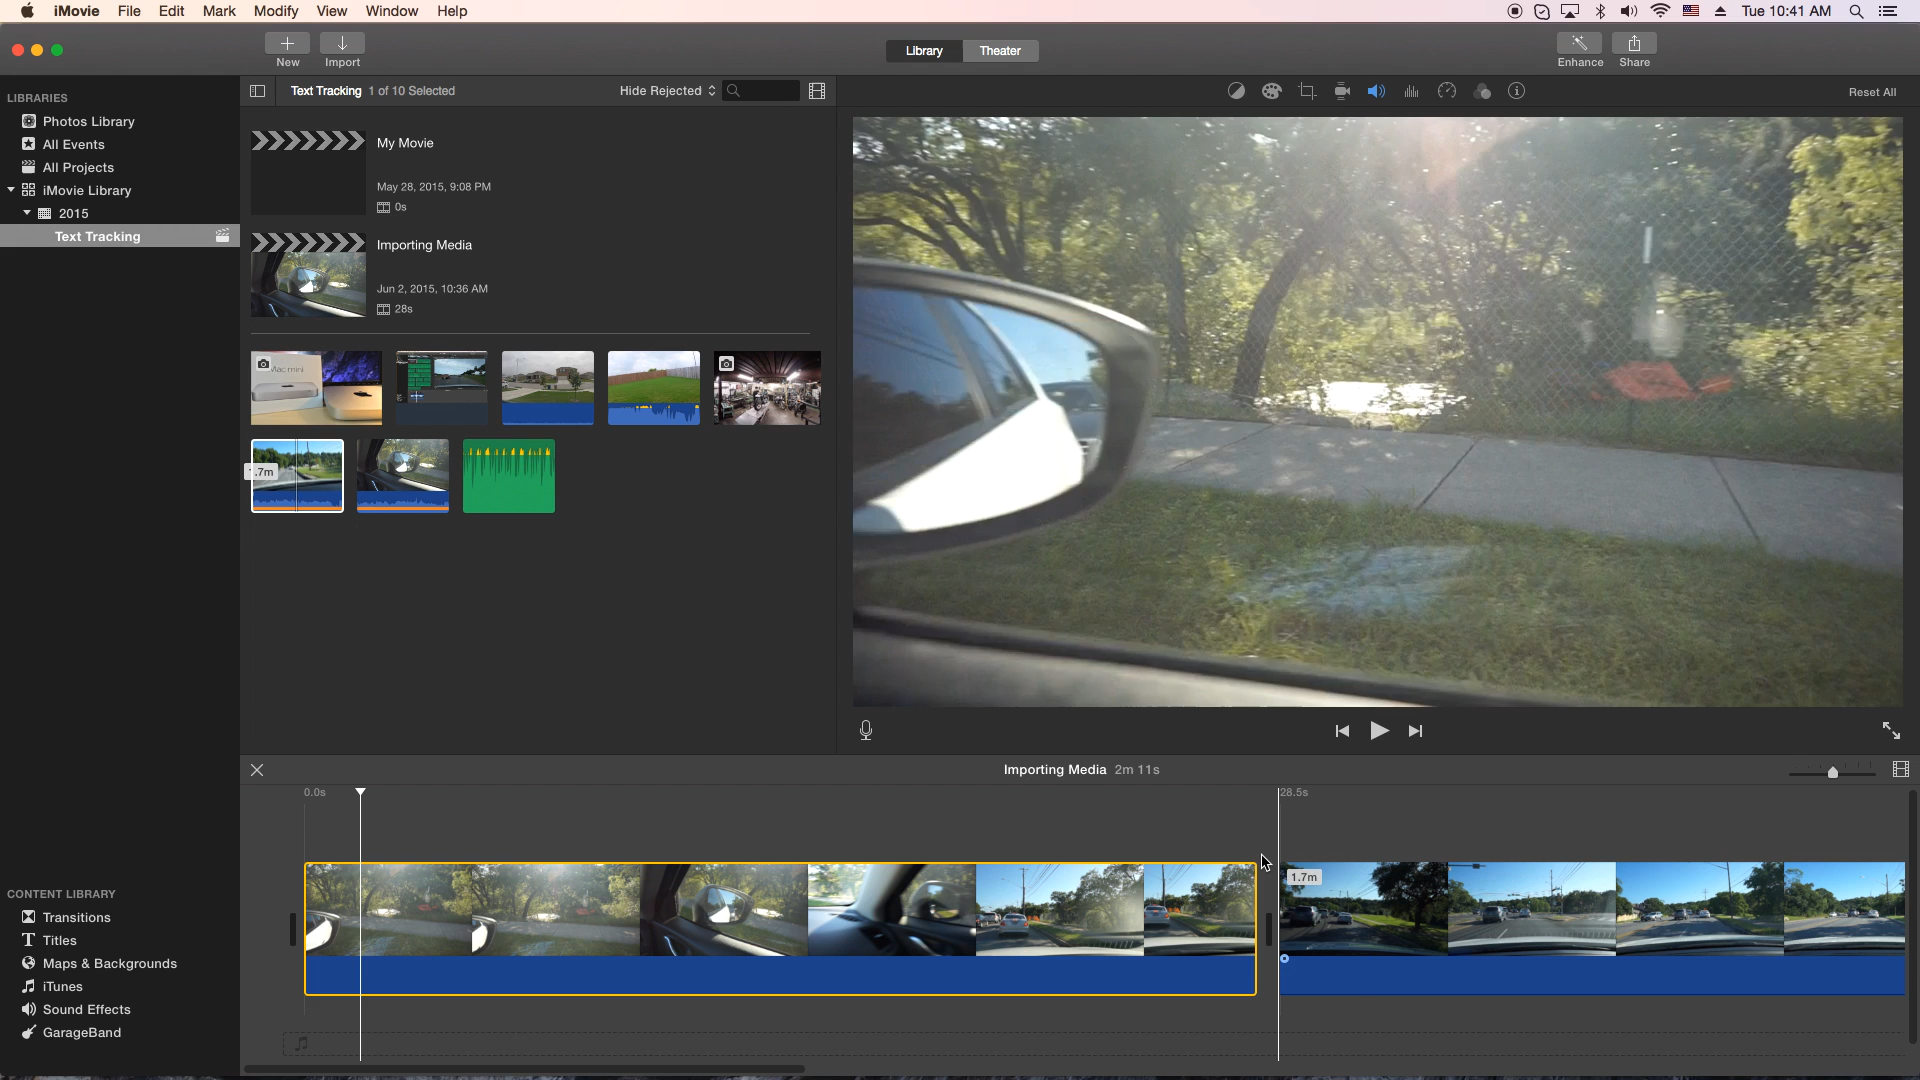 iMovie File Edit Mark Modify View Window Help Tue 10:41 AM
New Import Library Theater Enhance Share
LIBRARIES
Photos Library
All Events
All Projects
iMovie Library
2015
Text Tracking
Text Tracking 1 of 10 Selected Hide Rejected Reset All
My Movie
May 28, 2015, 9:08 PM
0s
Importing Media
Jun 2, 2015, 10:36 AM
28s
Mac mini
1.7m
Importing Media 2m 11s
0.0s 28.5s
1.7m
CONTENT LIBRARY
Transitions
Titles
Maps & Backgrounds
iTunes
Sound Effects
GarageBand